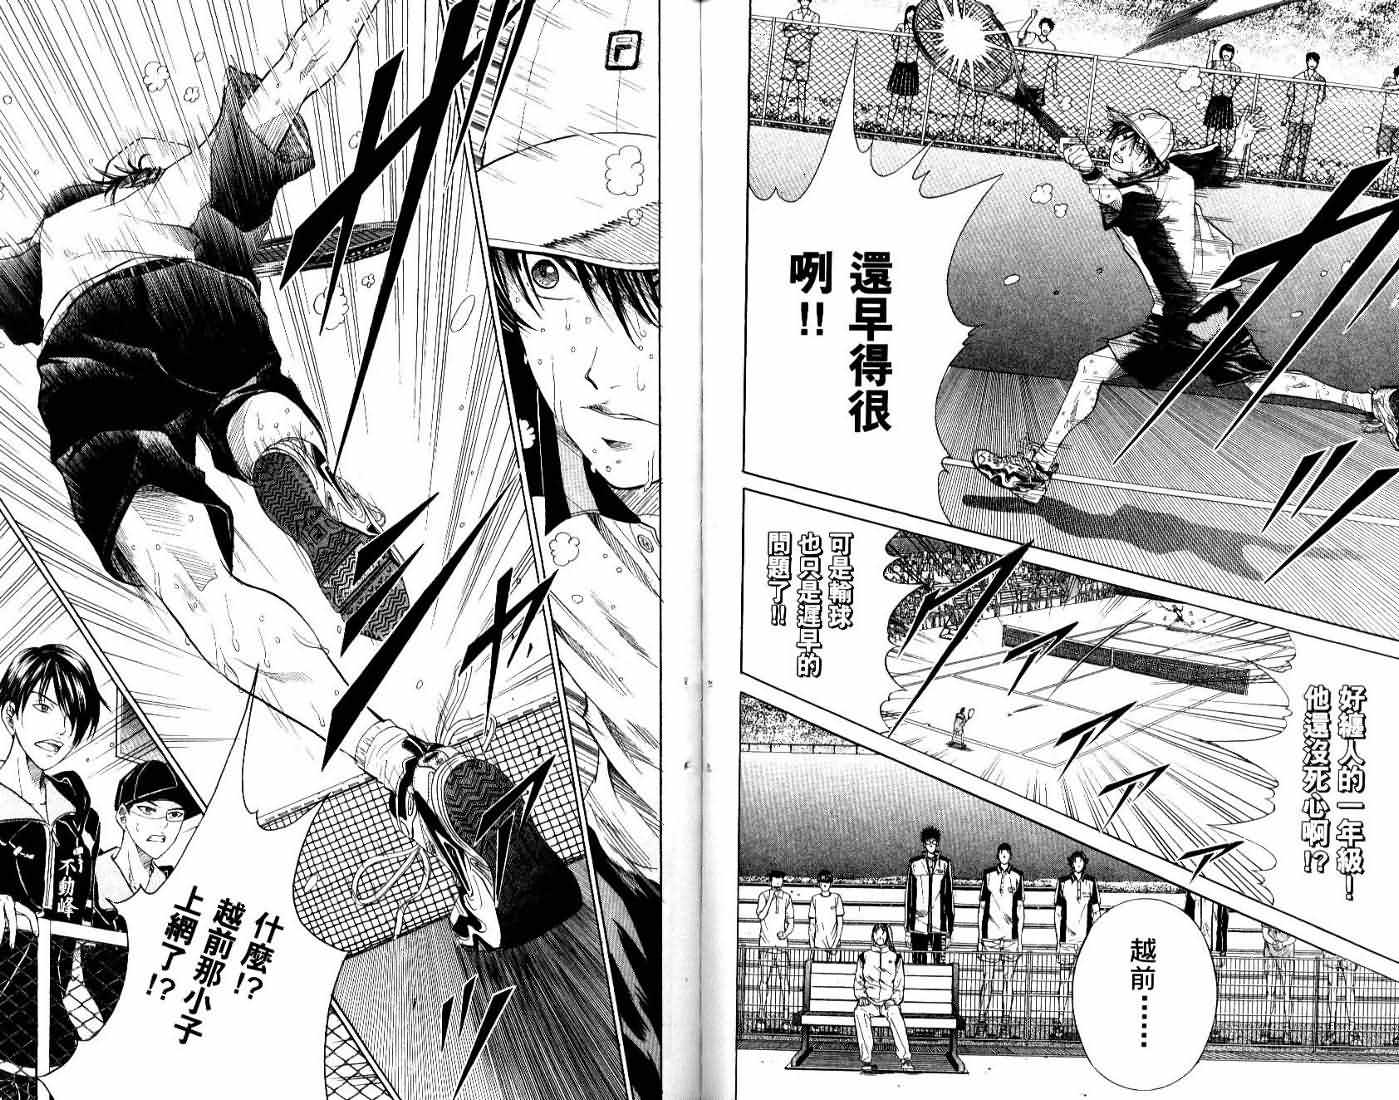 還早得很
咧!!
好纏人的一年級!
他還沒死心啊!?
可是輸球
也只是遲早的
問題了!!
越前……
F
什麼!?
越前那小子
上網了!?
不動峰